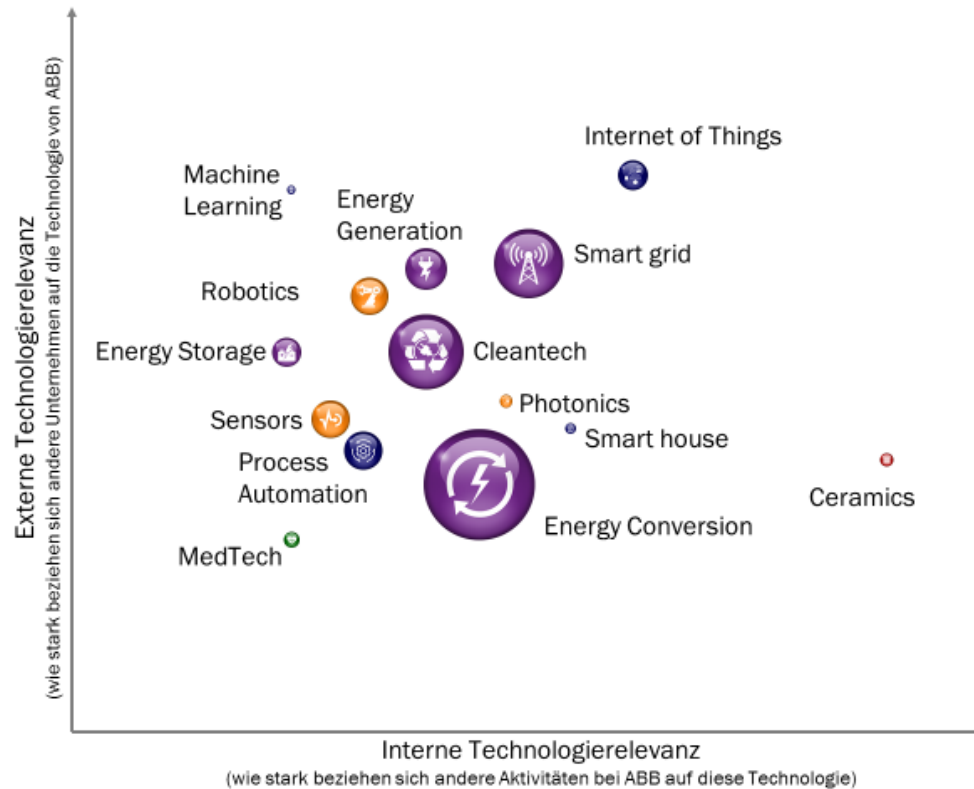 Externe Technologierelevanz
(wie stark beziehen sich andere Unternehmen auf die Technologie von ABB)
Internet of Things
Machine
Learning
Energy
Generation
Smart grid
Robotics
Energy Storage
Cleantech
Photonics
Sensors
Smart house
Process
Automation
Ceramics
Energy Conversion
MedTech
Interne Technologierelevanz
(wie stark beziehen sich andere Aktivitäten bei ABB auf diese Technologie)